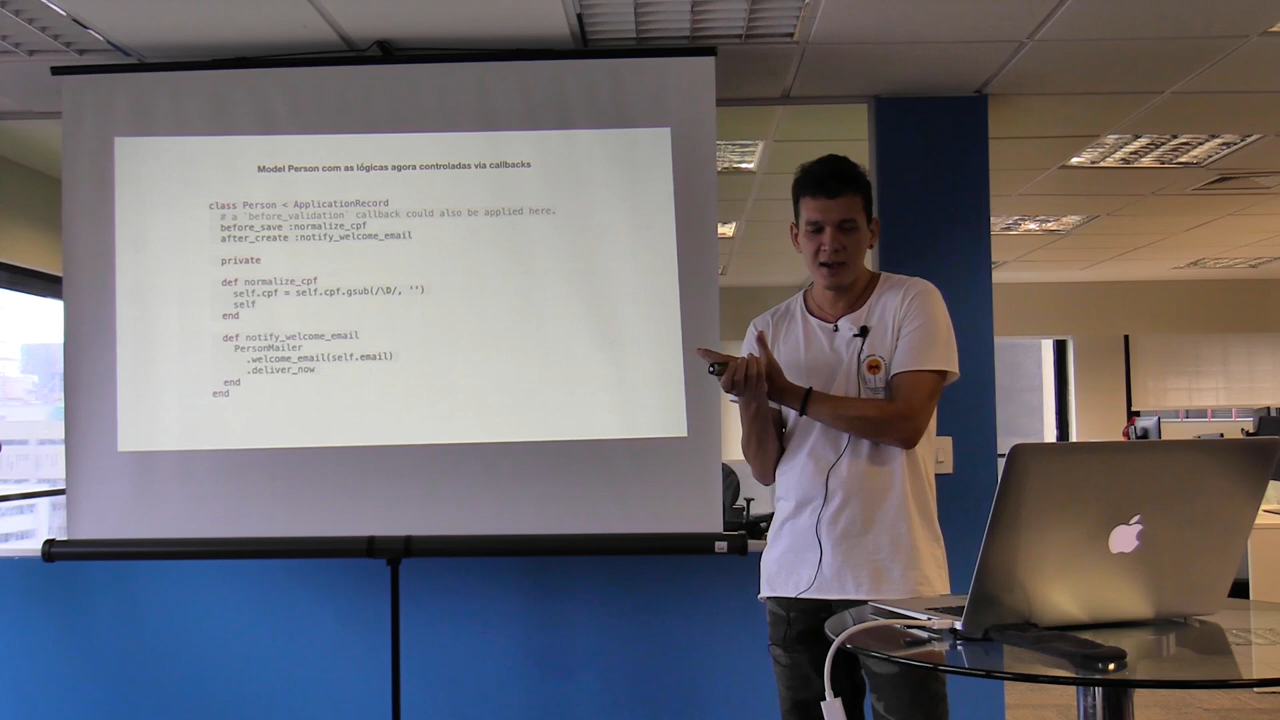 Model Person com as lógicas agora controladas via callbacks
class Person < ApplicationRecord
# a `before_validation` callback could also be applied here.
before_save :normalize_cpf
after_create :notify_welcome_email
private
def normalize_cpf
self.cpf = self.cpf.gsub(/\D/, '')
self
end
def notify_welcome_email
PersonMailer
.welcome_email(self.email)
.deliver_now
end
end